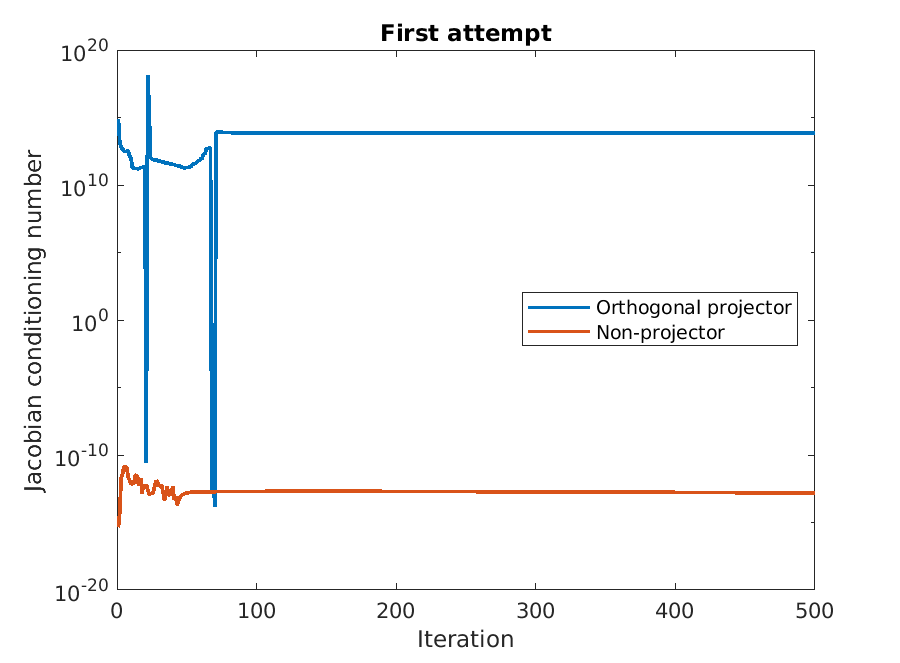 First attempt
Jacobian conditioning number
10^20
10^10
10^0
10^-10
10^-20
Orthogonal projector
Non-projector
0 100 200 300 400 500
Iteration